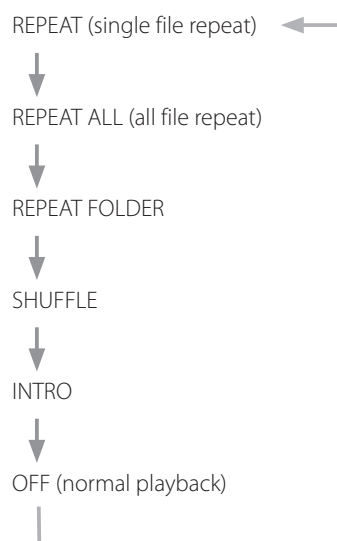 REPEAT (single file repeat)
REPEAT ALL (all file repeat)
REPEAT FOLDER
SHUFFLE
INTRO
OFF (normal playback)